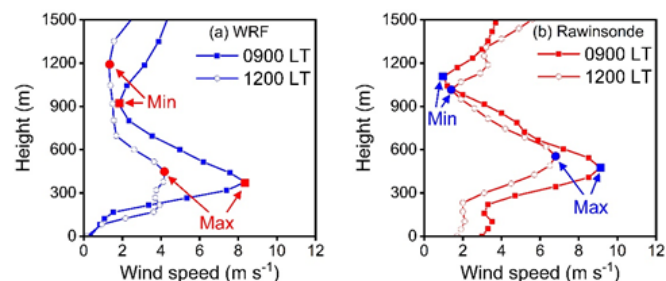 (a) WRF
0900 LT
1200 LT
Min
Max
1500
1200
900
600
300
0
Height (m)
0 2 4 6 8 10 12
Wind speed (m s⁻¹)
(b) Rawinsonde
0900 LT
1200 LT
Min
Max
1500
1200
900
600
300
0
Height (m)
0 2 4 6 8 10 12
Wind speed (m s⁻¹)